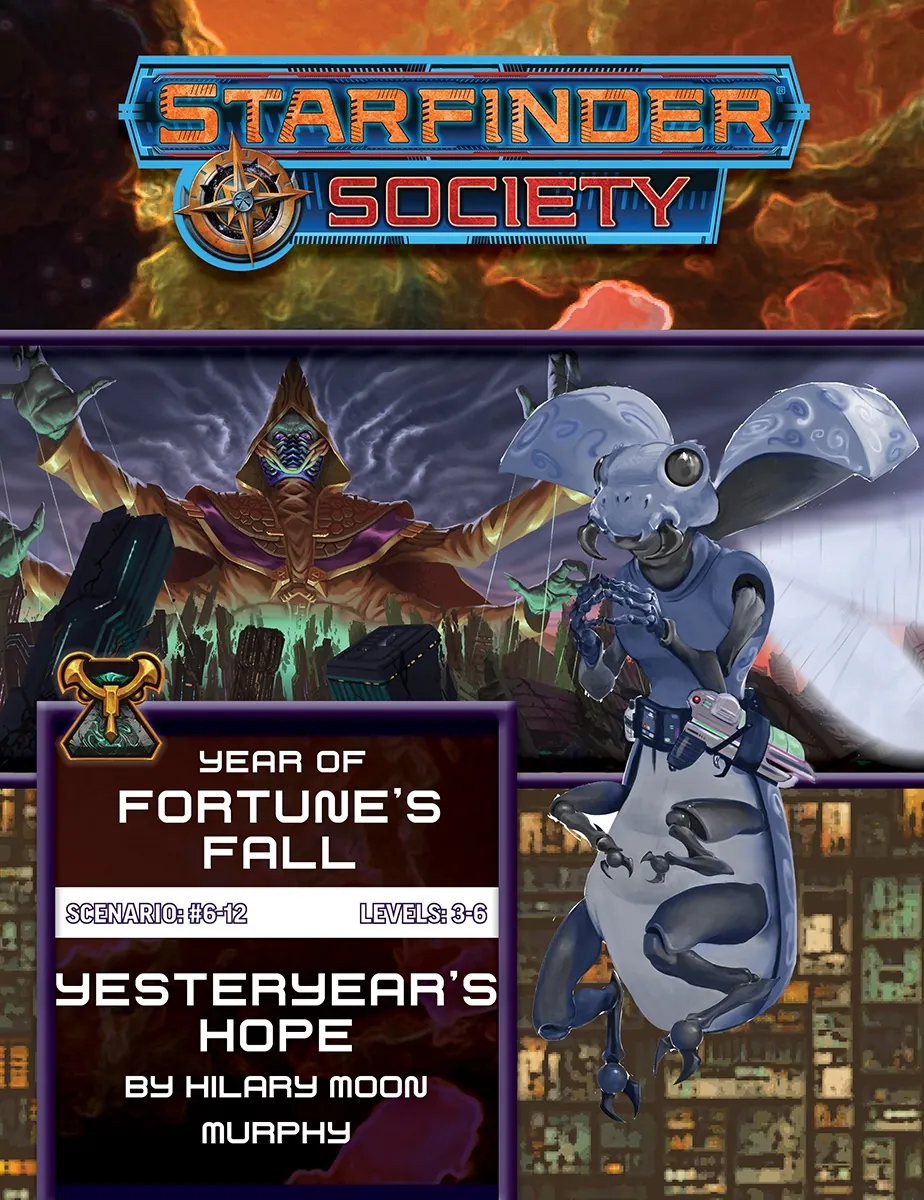 STARFINDER®
SOCIETY
YEAR OF
FORTUNE'S
FALL
SCENARIO: #6-12 LEVELS: 3-6
YESTERYEAR'S
HOPE
BY HILARY MOON
MURPHY